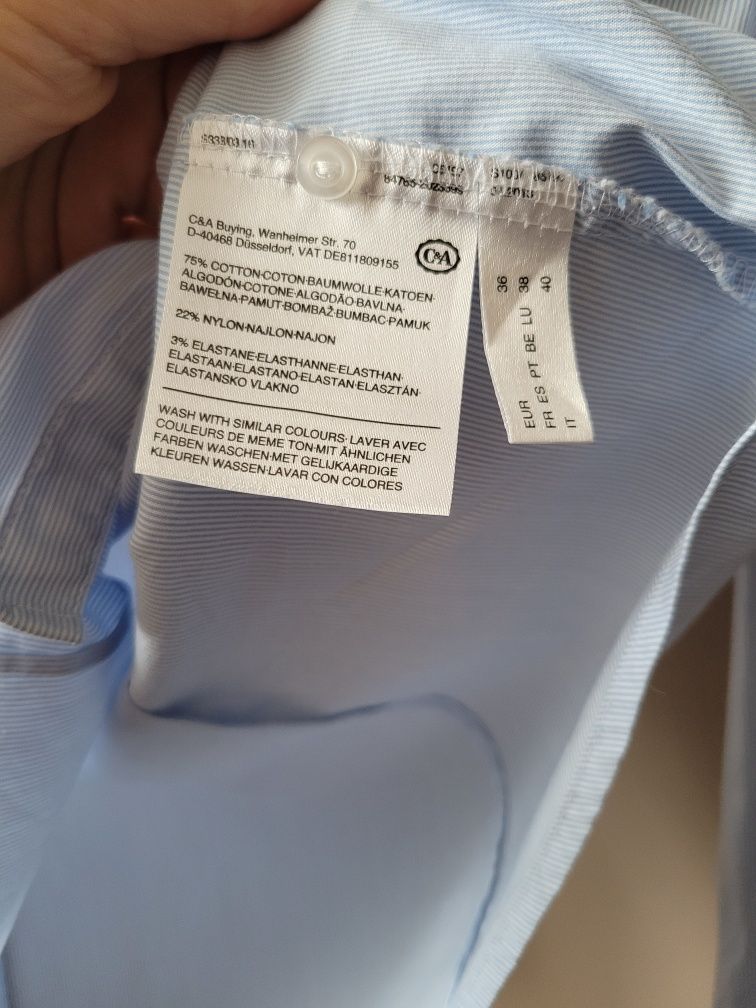 C&A Buying, Wanheimer Str. 70
D-40468 Düsseldorf, VAT DE811809155
C&A
75% COTTON·COTON·BAUMWOLLE·KATOEN·
ALGODÓN·COTONE·ALGODÃO·BAVLNA·
BAWEŁNA·PAMUT·BOMBAŽ·BUMBAC·PAMUK
22% NYLON·NAJLON·NAJON
3% ELASTANE·ELASTHANNE·ELASTHAN·
ELASTAAN·ELASTANO·ELASTAN·ELASZTÁN·
ELASTANSKO VLAKNO
WASH WITH SIMILAR COLOURS·LAVER AVEC
COULEURS DE MEME TON·MIT ÄHNLICHEN
FARBEN WASCHEN·MET GELIJKAARDIGE
KLEUREN WASSEN·LAVAR CON COLORES
EUR 36
FR ES PT BE LU 38
IT 40